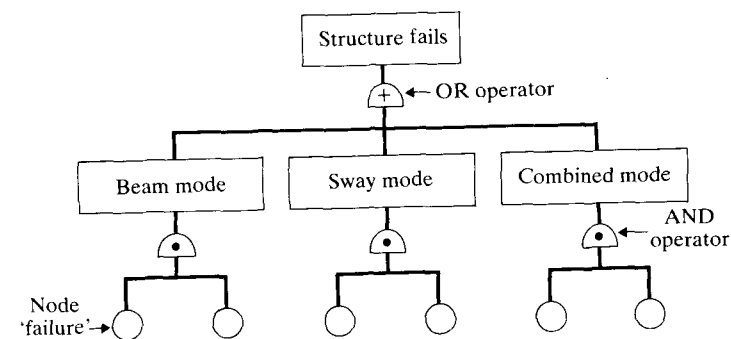 Structure fails
+
OR operator
Beam mode
Sway mode
Combined mode
AND
operator
Node
'failure'